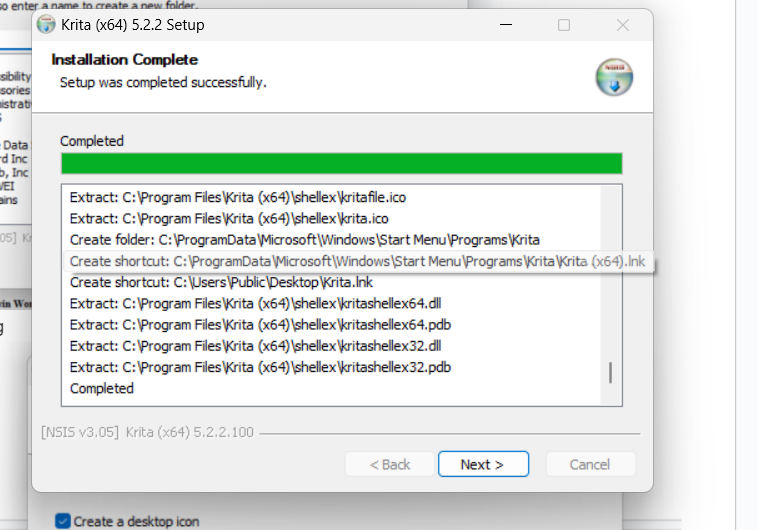 so enter a name to create a new folder.
Krita (x64) 5.2.2 Setup
Installation Complete
Setup was completed successfully.
NSIS
Completed
Extract: C:\Program Files\Krita (x64)\shellex\kritafile.ico
Extract: C:\Program Files\Krita (x64)\shellex\krita.ico
Create folder: C:\ProgramData\Microsoft\Windows\Start Menu\Programs\Krita
Create shortcut: C:\ProgramData\Microsoft\Windows\Start Menu\Programs\Krita\Krita (x64).lnk
Create shortcut: C:\Users\Public\Desktop\Krita.lnk
Extract: C:\Program Files\Krita (x64)\shellex\kritashellex64.dll
Extract: C:\Program Files\Krita (x64)\shellex\kritashellex64.pdb
Extract: C:\Program Files\Krita (x64)\shellex\kritashellex32.dll
Extract: C:\Program Files\Krita (x64)\shellex\kritashellex32.pdb
Completed
[NSIS v3.05] Krita (x64) 5.2.2.100
< Back
Next >
Cancel
sibility
sories
istrati
Data
rd Inc
b, Inc
WEI
ains
05] Kr
in Wor
g
Create a desktop icon